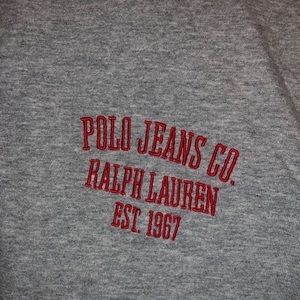 POLO JEANS CO.
RALPH LAUREN
EST. 1967